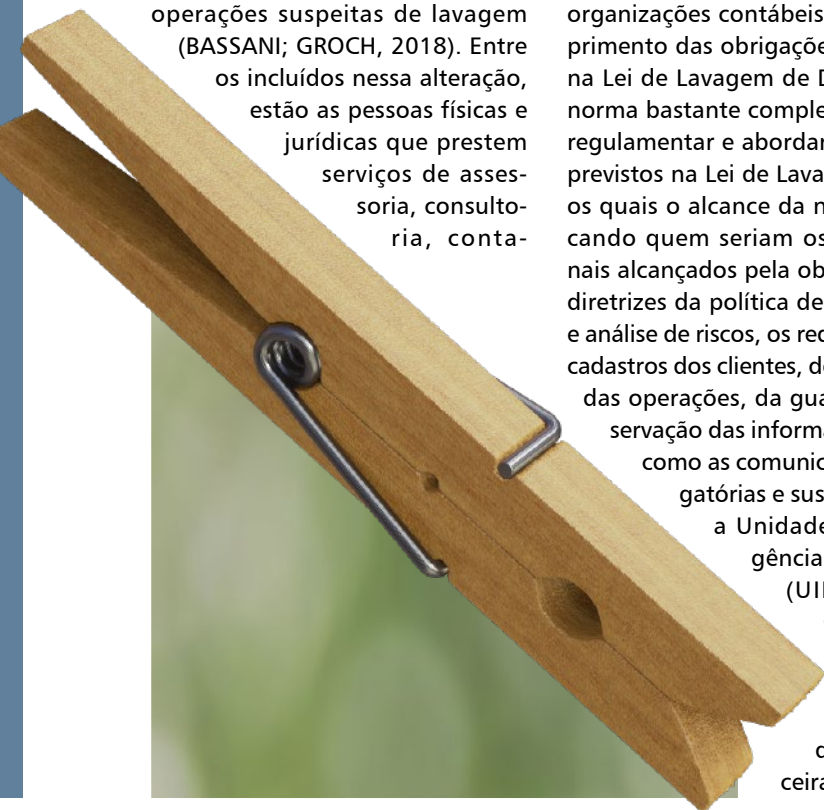 operações suspeitas de lavagem
(BASSANI; GROCH, 2018). Entre
os incluídos nessa alteração,
estão as pessoas físicas e
jurídicas que prestem
serviços de asses-
soria, consulto-
ria, conta-
organizações contábeis
primento das obrigaçõe
na Lei de Lavagem de D
norma bastante comple
regulamentar e abordar
previstos na Lei de Lava
os quais o alcance da n
cando quem seriam os
nais alcançados pela ob
diretrizes da política de
e análise de riscos, os rec
cadastros dos clientes, de
das operações, da gua
servação das informa
como as comunic
gatórias e sus
a Unidade
gência
(UI
ceira